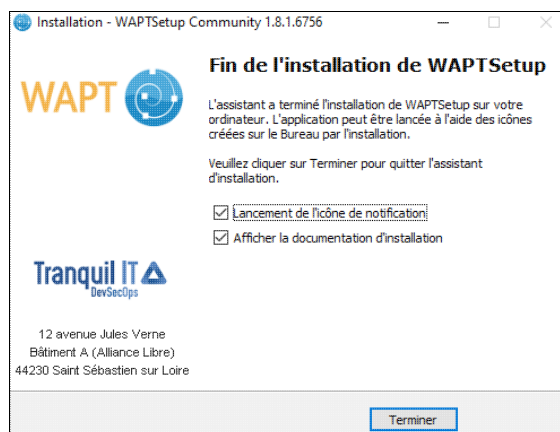 Installation - WAPTSetup Community 1.8.1.6756
WAPT
Fin de l'installation de WAPTSetup
L'assistant a terminé l'installation de WAPTSetup sur votre
ordinateur. L'application peut être lancée à l'aide des icônes
créées sur le Bureau par l'installation.
Veuillez cliquer sur Terminer pour quitter l'assistant
d'installation.
Lancement de l'icône de notification
Afficher la documentation d'installation
Tranquil IT
DevSecOps
12 avenue Jules Verne
Bâtiment A (Alliance Libre)
44230 Saint Sébastien sur Loire
Terminer